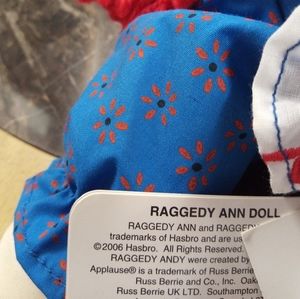 RAGGEDY ANN DOLL
RAGGEDY ANN and RAGGEDY
trademarks of Hasbro and are us
©2006 Hasbro. All Rights Reserved.
RAGGEDY ANDY were created b
Applause® is a trademark of Russ Berrie
Russ Berrie and Co., Inc. Oak
Russ Berrie UK LTD. Southampton